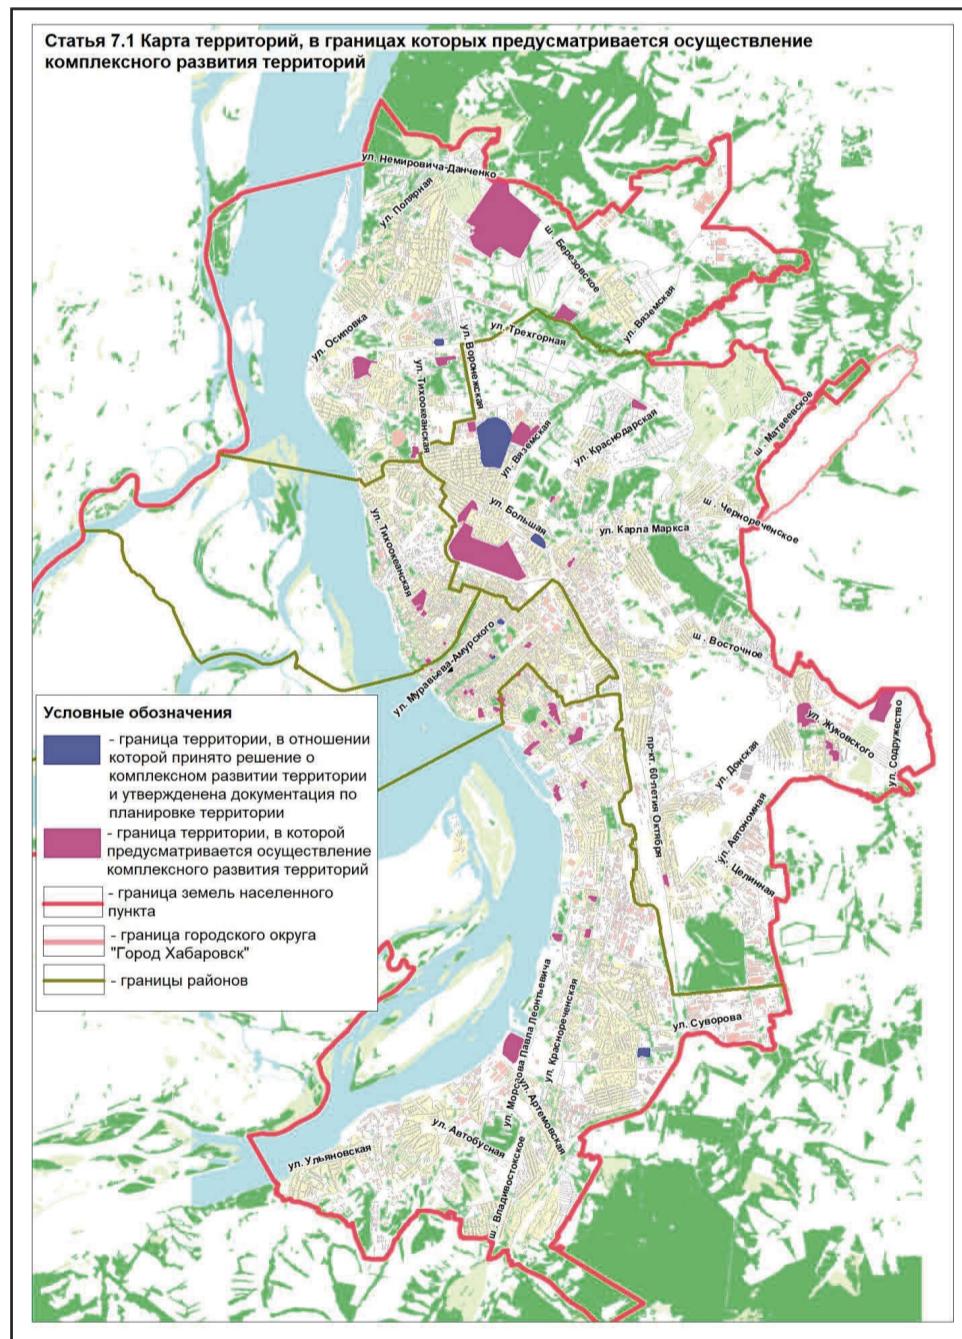 Статья 7.1 Карта территорий, в границах которых предусматривается осуществление
комплексного развития территорий
ул. Немировича-Данченко
ул. Полярная
ш . Березовское
ул. Вяземская
ул. Осиповка
ул. Трехгорная
ул. Воронежская
ул. Тихоокеанская
ш . Матвеевское
ул. Краснодарская
ул. Вяземская
ул. Большая
ул. Карла Маркса
ш . Чернореченское
ул. Тихоокеанская
ул. Муравьева-Амурского
ш . Восточное
ул. Жуковского
ул. Содружество
пр-кт. 60-летия Октября
ул. Донская
ул. Автономная
ул. Целинная
Условные обозначения
- граница территории, в отношении
которой принято решение о
комплексном развитии территории
и утвержденена документация по
планировке территории
- граница территории, в которой
предусматривается осуществление
комплексного развития территорий
- граница земель населенного
пункта
- граница городского округа
"Город Хабаровск"
- границы районов
ул. Морозова Павла Леонтьевича
ул. Краснореченская
ул. Суворова
ул. Артемовская
ул. Автобусная
ул. Ульяновская
ш . Владивостокское